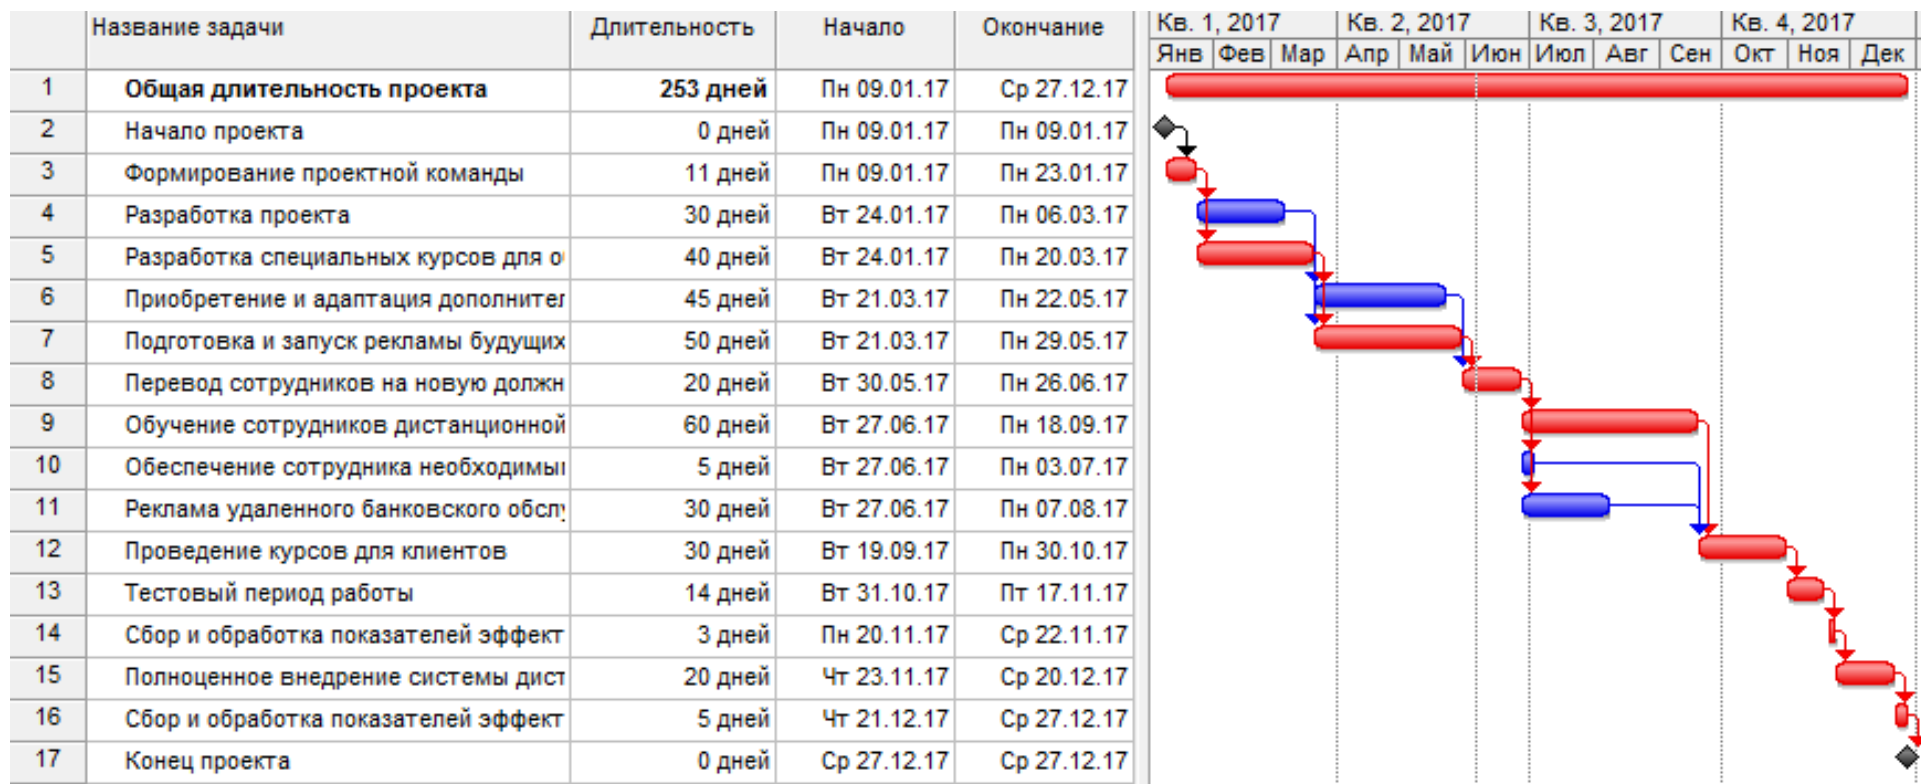 Название задачи Длительность Начало Окончание Кв. 1, 2017 Кв. 2, 2017 Кв. 3, 2017 Кв. 4, 2017
Янв Фев Мар Апр Май Июн Июл Авг Сен Окт Ноя Дек
1 Общая длительность проекта 253 дней Пн 09.01.17 Ср 27.12.17
2 Начало проекта 0 дней Пн 09.01.17 Пн 09.01.17
3 Формирование проектной команды 11 дней Пн 09.01.17 Пн 23.01.17
4 Разработка проекта 30 дней Вт 24.01.17 Пн 06.03.17
5 Разработка специальных курсов для о 40 дней Вт 24.01.17 Пн 20.03.17
6 Приобретение и адаптация дополнител 45 дней Вт 21.03.17 Пн 22.05.17
7 Подготовка и запуск рекламы будущих 50 дней Вт 21.03.17 Пн 29.05.17
8 Перевод сотрудников на новую должн 20 дней Вт 30.05.17 Пн 26.06.17
9 Обучение сотрудников дистанционной 60 дней Вт 27.06.17 Пн 18.09.17
10 Обеспечение сотрудника необходимы 5 дней Вт 27.06.17 Пн 03.07.17
11 Реклама удаленного банковского обсл 30 дней Вт 27.06.17 Пн 07.08.17
12 Проведение курсов для клиентов 30 дней Вт 19.09.17 Пн 30.10.17
13 Тестовый период работы 14 дней Вт 31.10.17 Пт 17.11.17
14 Сбор и обработка показателей эффект 3 дней Пн 20.11.17 Ср 22.11.17
15 Полноценное внедрение системы дист 20 дней Чт 23.11.17 Ср 20.12.17
16 Сбор и обработка показателей эффект 5 дней Чт 21.12.17 Ср 27.12.17
17 Конец проекта 0 дней Ср 27.12.17 Ср 27.12.17